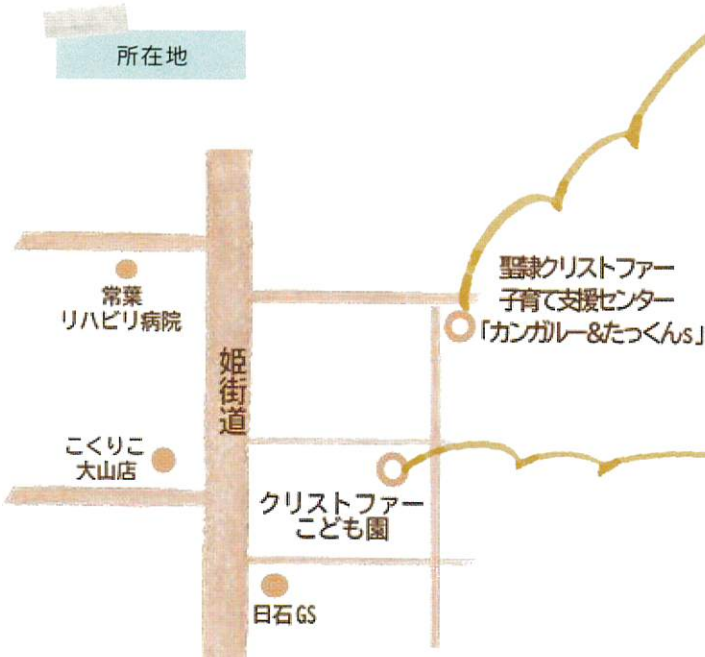 所在地
聖隷クリストファー
子育て支援センター
「カンガルー&たっくんs」
常葉
リハビリ病院
姫街道
こくりこ
大山店
クリストファー
こども園
日石GS